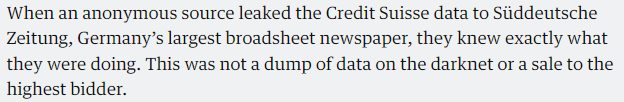 When an anonymous source leaked the Credit Suisse data to Süddeutsche
Zeitung, Germany’s largest broadsheet newspaper, they knew exactly what
they were doing. This was not a dump of data on the darknet or a sale to the
highest bidder.